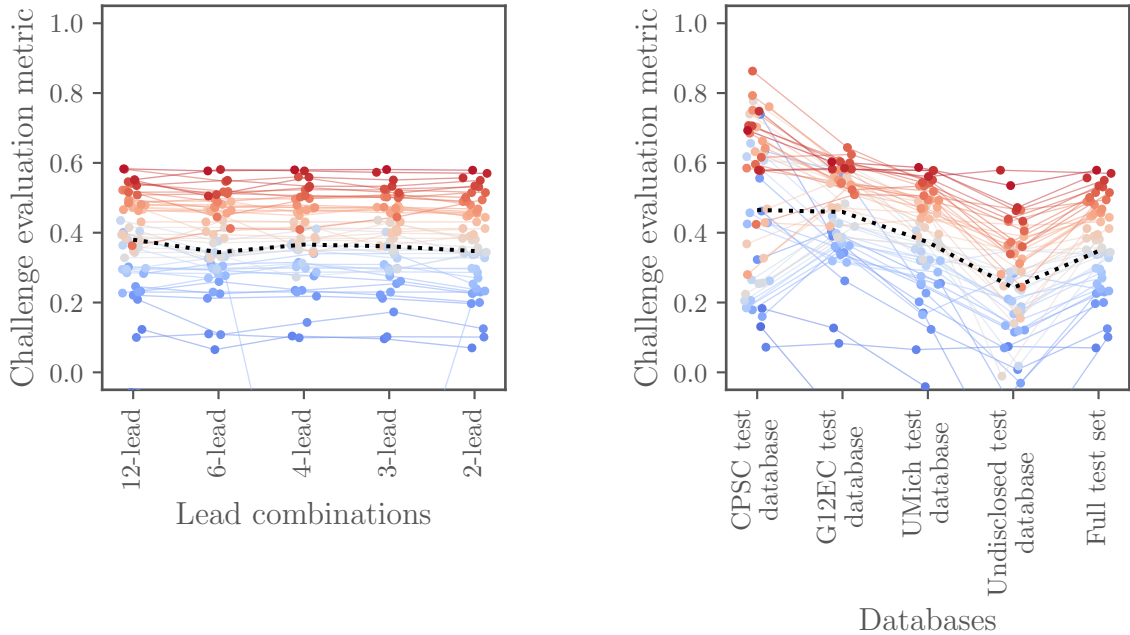 Challenge evaluation metric
1.0
0.8
0.6
0.4
0.2
0.0
12-lead
6-lead
4-lead
3-lead
2-lead
Lead combinations
Challenge evaluation metric
1.0
0.8
0.6
0.4
0.2
0.0
CPSC test
database
G12EC test
database
UMich test
database
Undisclosed test
database
Full test set
Databases